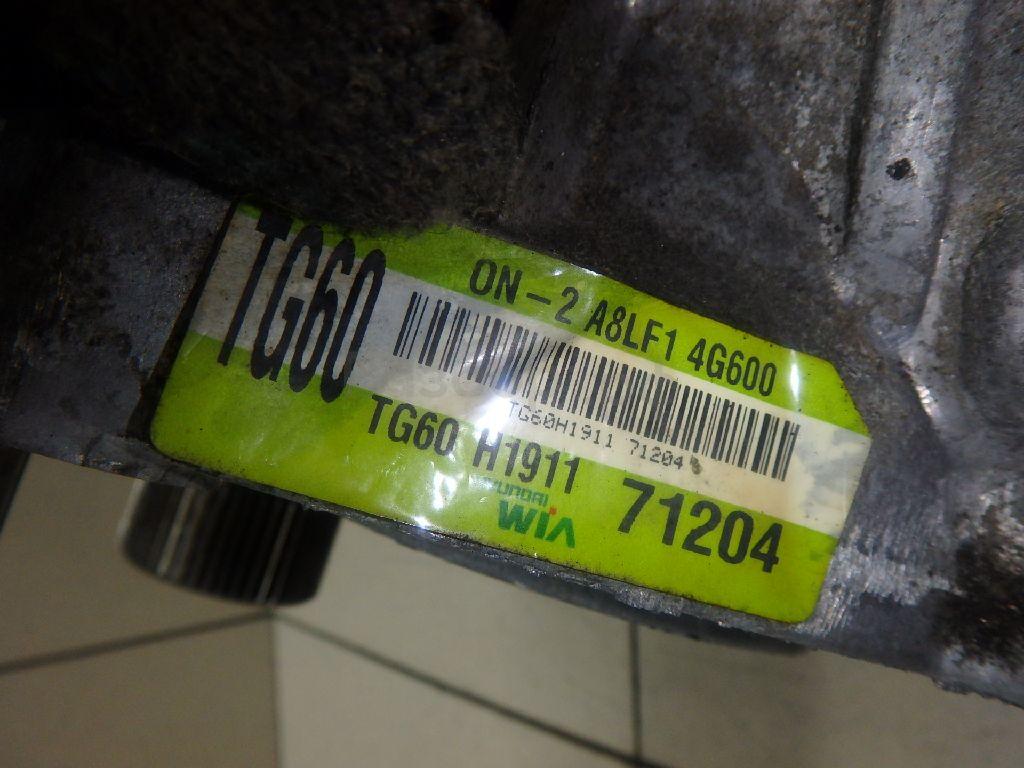 TG60
ON-2 A8LF1 4G600
TG60H1911 71204
TG60 H1911 71204
HYUNDAI
WIA